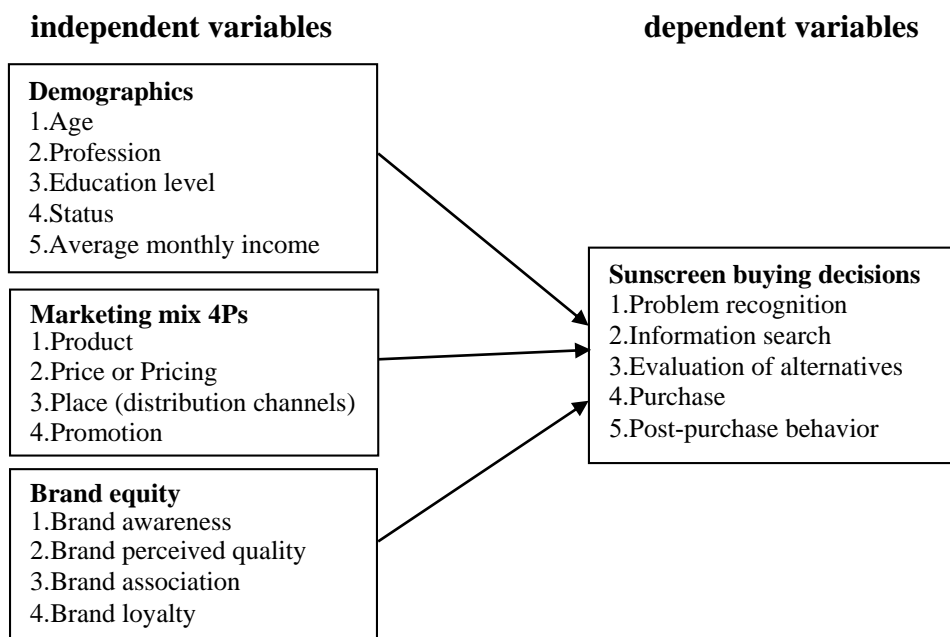 independent variables
dependent variables
Demographics
1.Age
2.Profession
3.Education level
4.Status
5.Average monthly income
Marketing mix 4Ps
1.Product
2.Price or Pricing
3.Place (distribution channels)
4.Promotion
Brand equity
1.Brand awareness
2.Brand perceived quality
3.Brand association
4.Brand loyalty
Sunscreen buying decisions
1.Problem recognition
2.Information search
3.Evaluation of alternatives
4.Purchase
5.Post-purchase behavior